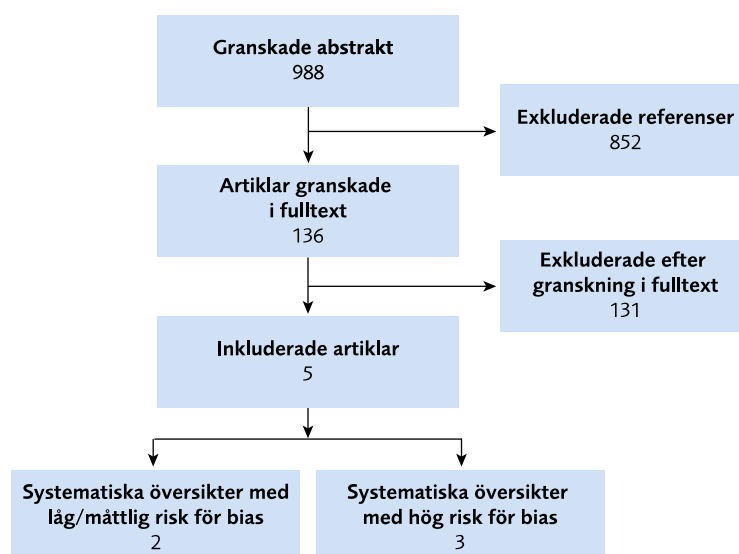 Granskade abstrakt
988
Exkluderade referenser
852
Artiklar granskade
i fulltext
136
Exkluderade efter
granskning i fulltext
131
Inkluderade artiklar
5
Systematiska översikter med
låg/måttlig risk för bias
2
Systematiska översikter
med hög risk för bias
3